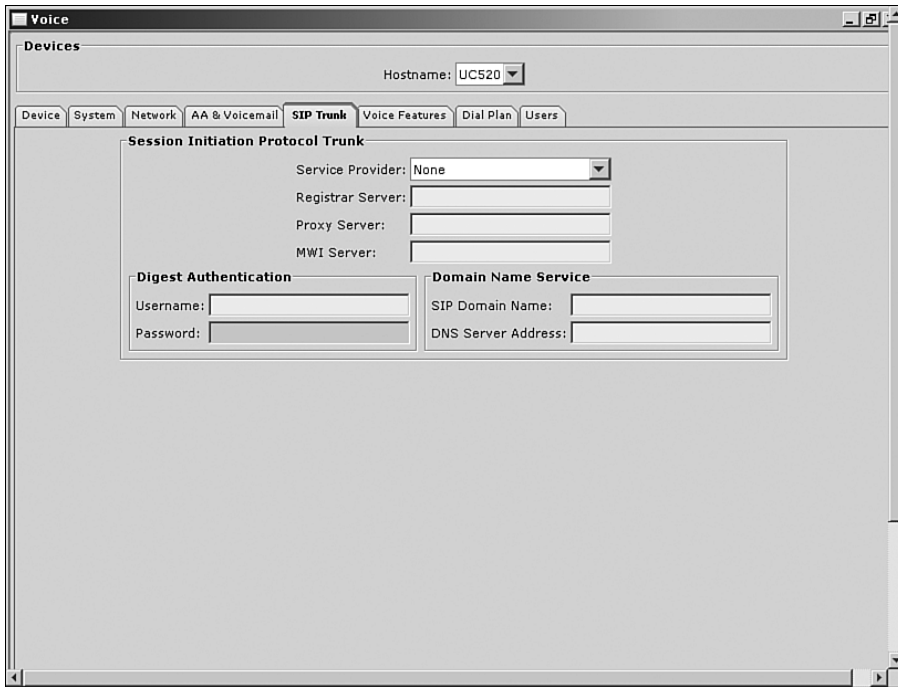 Voice
Devices
Hostname: UC520
Device System Network AA & Voicemail SIP Trunk Voice Features Dial Plan Users
Session Initiation Protocol Trunk
Service Provider: None
Registrar Server:
Proxy Server:
MWI Server:
Digest Authentication
Username:
Password:
Domain Name Service
SIP Domain Name:
DNS Server Address: